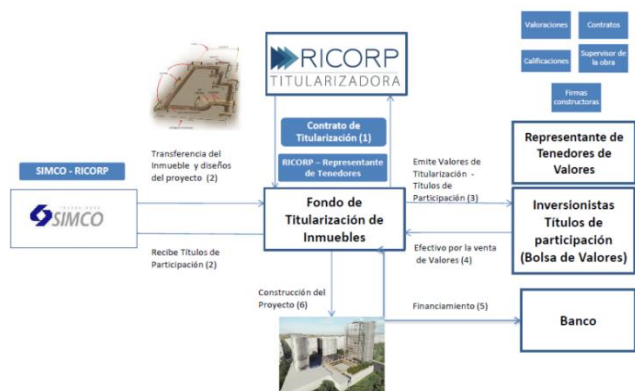 Valoraciones
Contratos
Calificaciones
Supervisor de
la obra
Firmas
constructoras
RICORP
TITULARIZADORA
Contrato de
Titularización (1)
RICORP – Representante
de Tenedores
SIMCO - RICORP
Transferencia del
Inmueble y diseños
del proyecto (2)
SIMCO
Recibe Títulos de
Participación (2)
Fondo de
Titularización de
Inmuebles
Emite Valores de
Titularización -
Títulos de
Participación (3)
Efectivo por la venta
de Valores (4)
Representante de
Tenedores de
Valores
Inversionistas
Títulos de
participación
(Bolsa de Valores)
Construcción del
Proyecto (6)
Financiamiento (5)
Banco